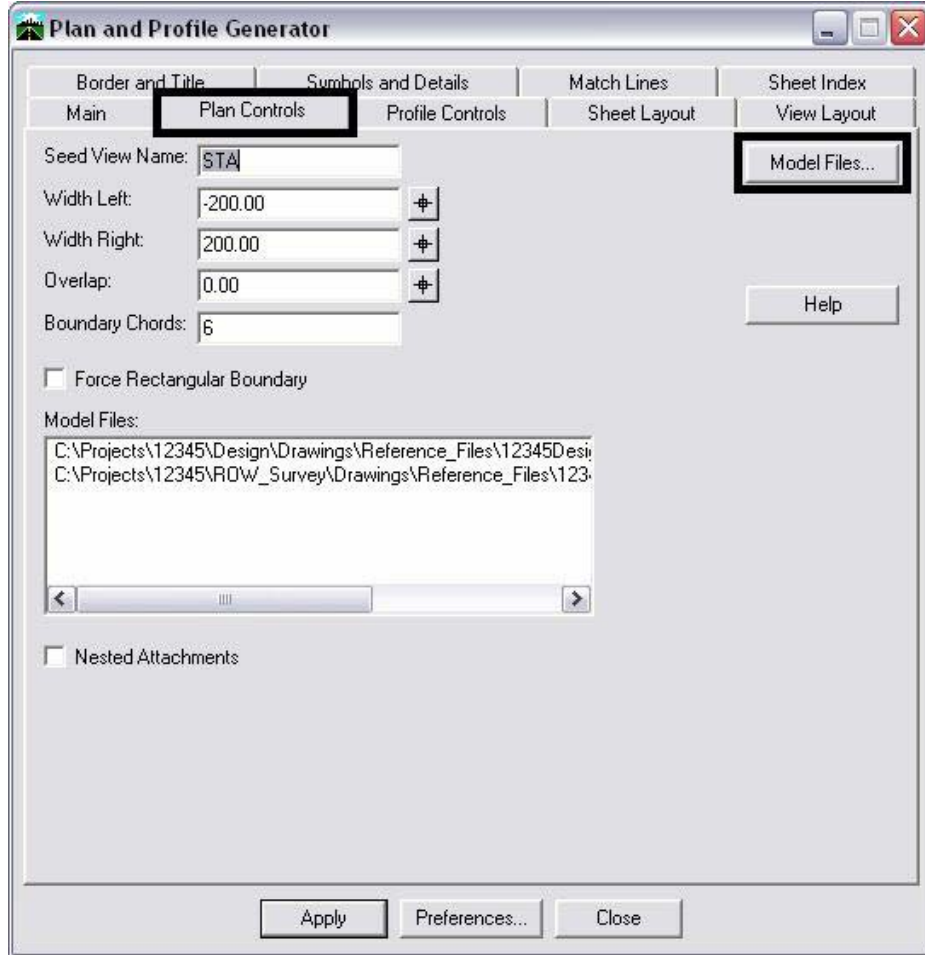 Plan and Profile Generator
Border and Title Symbols and Details Match Lines Sheet Index
Main Plan Controls Profile Controls Sheet Layout View Layout
Seed View Name: STA Model Files...
Width Left: -200.00
Width Right: 200.00
Overlap: 0.00
Help
Boundary Chords: 6
Force Rectangular Boundary
Model Files:
C:\Projects\12345\Design\Drawings\Reference_Files\12345Desi
C:\Projects\12345\ROW_Survey\Drawings\Reference_Files\123
Nested Attachments
Apply Preferences... Close